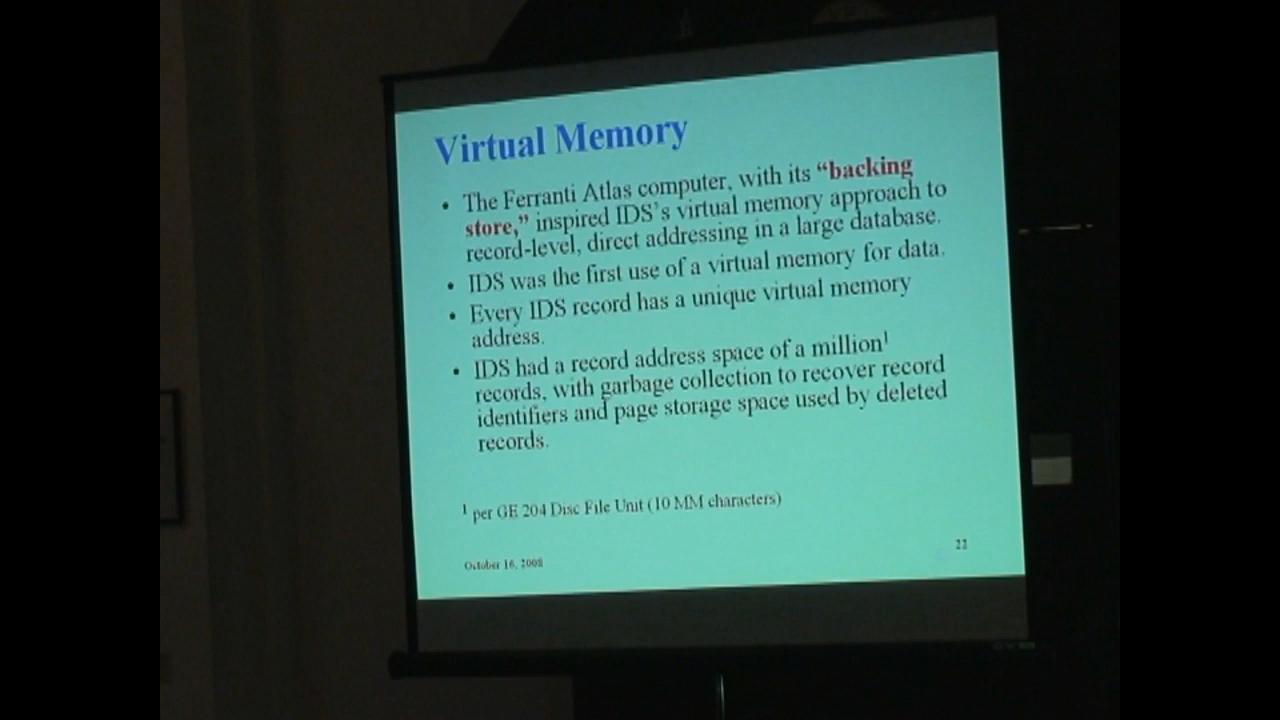 Virtual Memory
• The Ferranti Atlas computer, with its “backing
store,” inspired IDS’s virtual memory approach to
record-level, direct addressing in a large database.
• IDS was the first use of a virtual memory for data.
• Every IDS record has a unique virtual memory
address.
• IDS had a record address space of a million¹
records, with garbage collection to recover record
identifiers and page storage space used by deleted
records.
¹ per GE 204 Disc File Unit (10 MM characters)
22
October 16, 2008